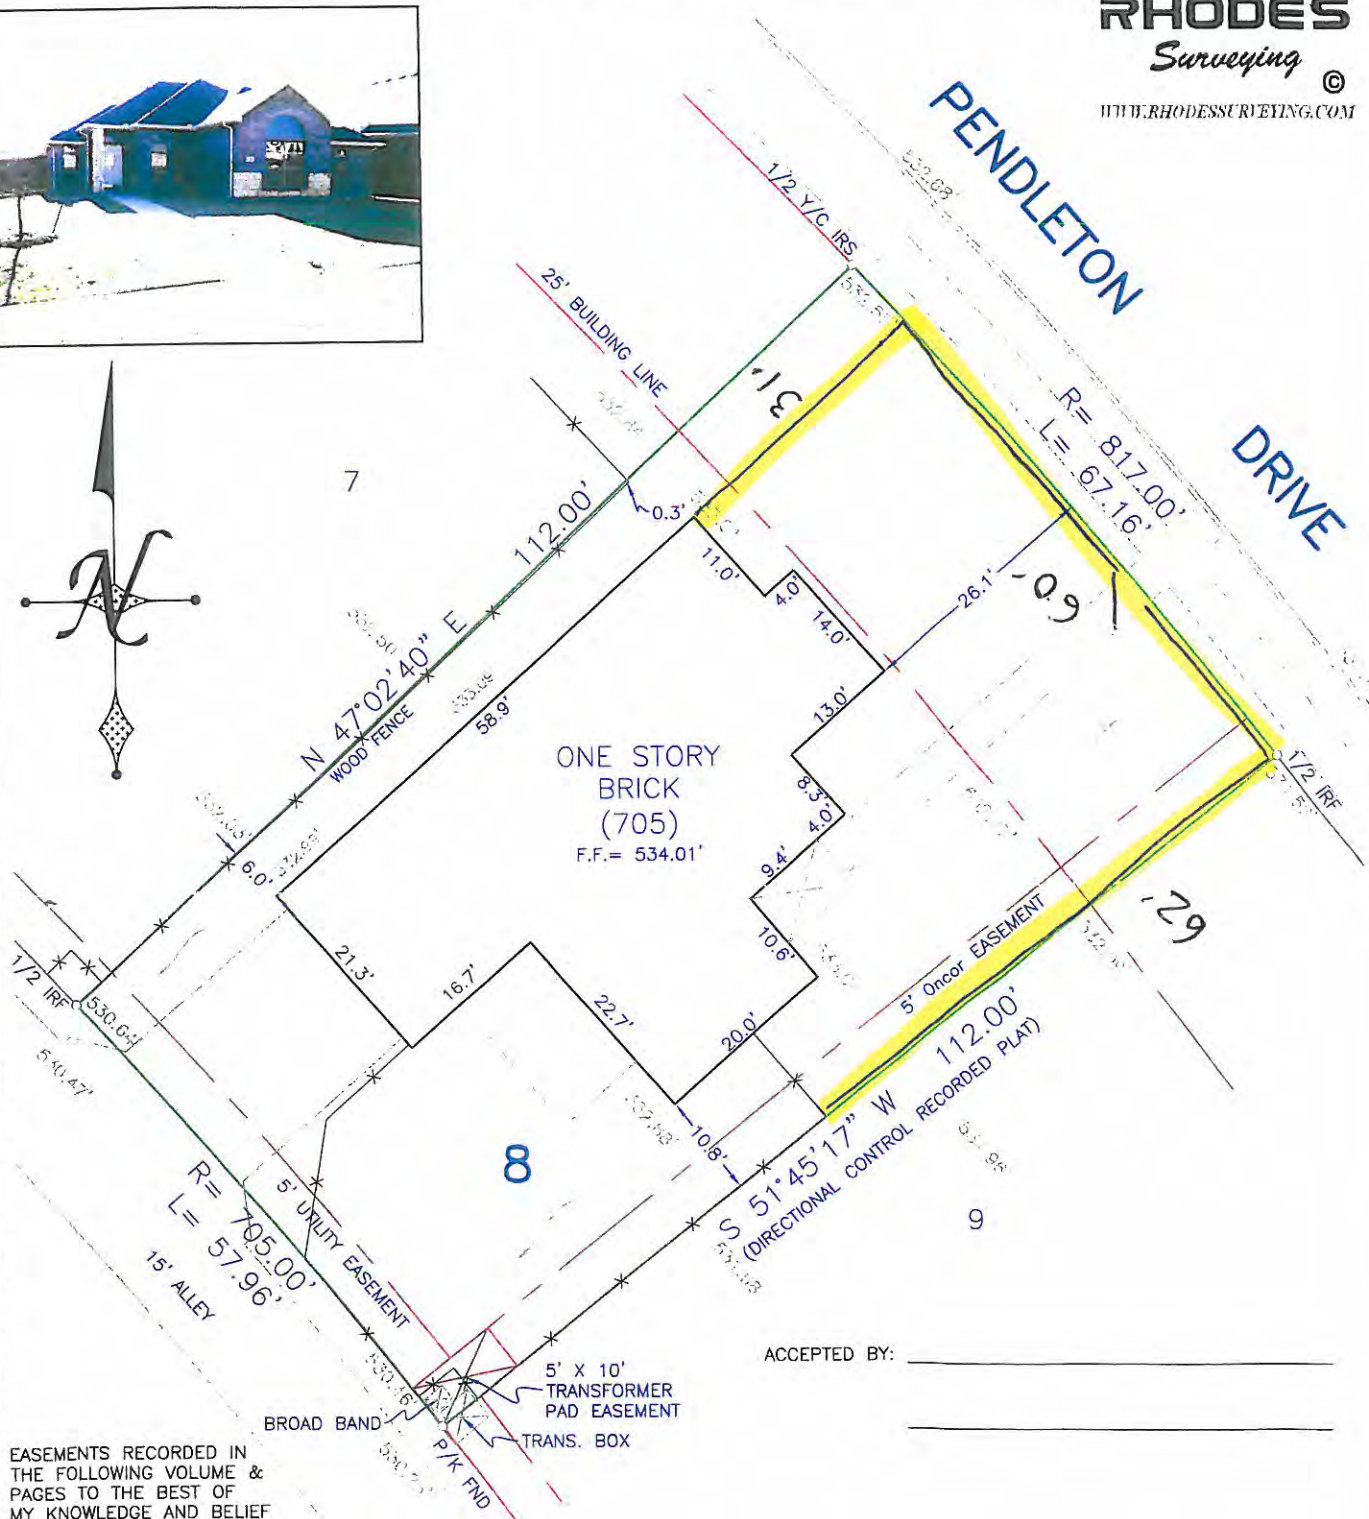 RHODES
Surveying ©
WWW.RHODESSURVEYING.COM
PENDLETON
DRIVE
1/2 Y/C IRS
532.08'
25' BUILDING LINE
31'
R= 817.00'
L= 67.16'
7
N 47°02'40" E 112.00'
WOOD FENCE
0.3'
11.0'
4.0'
14.0'
26.1'
60'
13.0'
8.3'
4.0'
9.4'
10.6'
20.0'
22.7'
16.7'
21.3'
58.9'
6.0'
10.8'
ONE STORY
BRICK
(705)
F.F.= 534.01'
N
1/2 IRF
62'
5' Oncor EASEMENT
S 51°45'17" W 112.00'
(DIRECTIONAL CONTROL RECORDED PLAT)
9
8
1/2 IRF
530.64'
530.47'
R= 705.00'
L= 57.96'
15' ALLEY
5' UTILITY EASEMENT
5' X 10'
TRANSFORMER
PAD EASEMENT
BROAD BAND
TRANS. BOX
P/K FND
ACCEPTED BY:
EASEMENTS RECORDED IN
THE FOLLOWING VOLUME &
PAGES TO THE BEST OF
MY KNOWLEDGE AND BELIEF